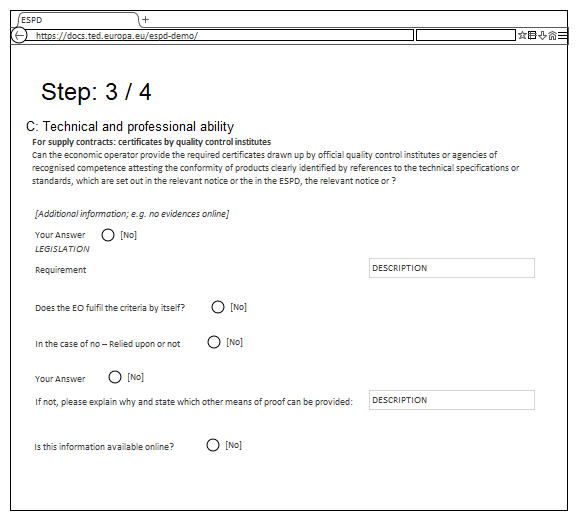 ESPD
+
https://docs.ted.europa.eu/espd-demo/
Step: 3 / 4
C: Technical and professional ability
For supply contracts: certificates by quality control institutes
Can the economic operator provide the required certificates drawn up by official quality control institutes or agencies of
recognised competence attesting the conformity of products clearly identified by references to the technical specifications or
standards, which are set out in the relevant notice or the in the ESPD, the relevant notice or ?
[Additional information; e.g. no evidences online]
Your Answer [No]
LEGISLATION
Requirement DESCRIPTION
Does the EO fulfil the criteria by itself? [No]
In the case of no – Relied upon or not [No]
Your Answer [No]
If not, please explain why and state which other means of proof can be provided: DESCRIPTION
Is this information available online? [No]